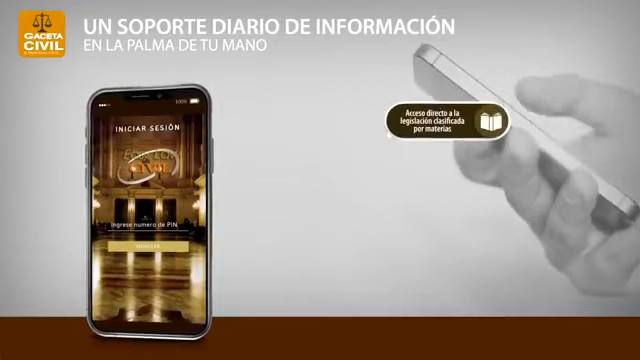 GACETA
CIVIL
UN SOPORTE DIARIO DE INFORMACIÓN
EN LA PALMA DE TU MANO
100%
INICIAR SESIÓN
CIVIL
Ingrese numero de PIN
Acceso directo a la
legislación clasificada
por materias